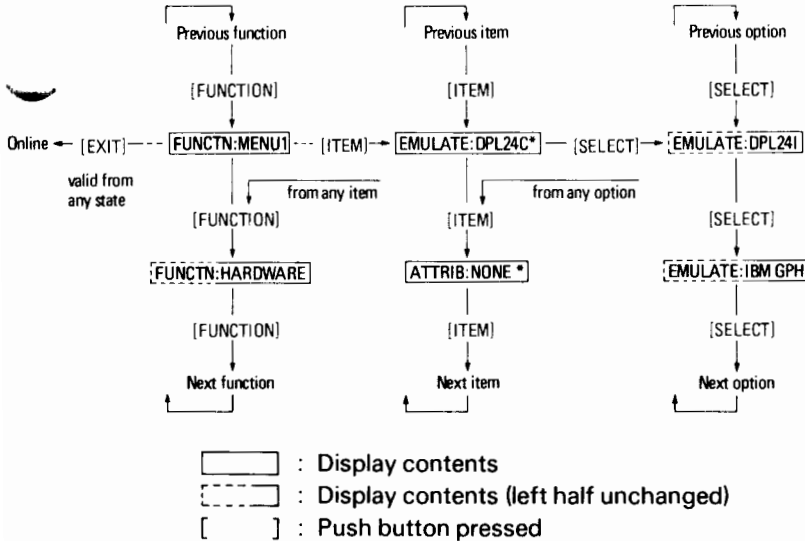 Previous function Previous item Previous option
[FUNCTION] [ITEM] [SELECT]
Online [EXIT] FUNCTN:MENU1 [ITEM] EMULATE:DPL24C* [SELECT] EMULATE:DPL24I
valid from
any state
from any item from any option
[FUNCTION] [ITEM] [SELECT]
FUNCTN:HARDWARE ATTRIB:NONE * EMULATE:IBM GPH
[FUNCTION] [ITEM] [SELECT]
Next function Next item Next option
: Display contents
: Display contents (left half unchanged)
[ ] : Push button pressed